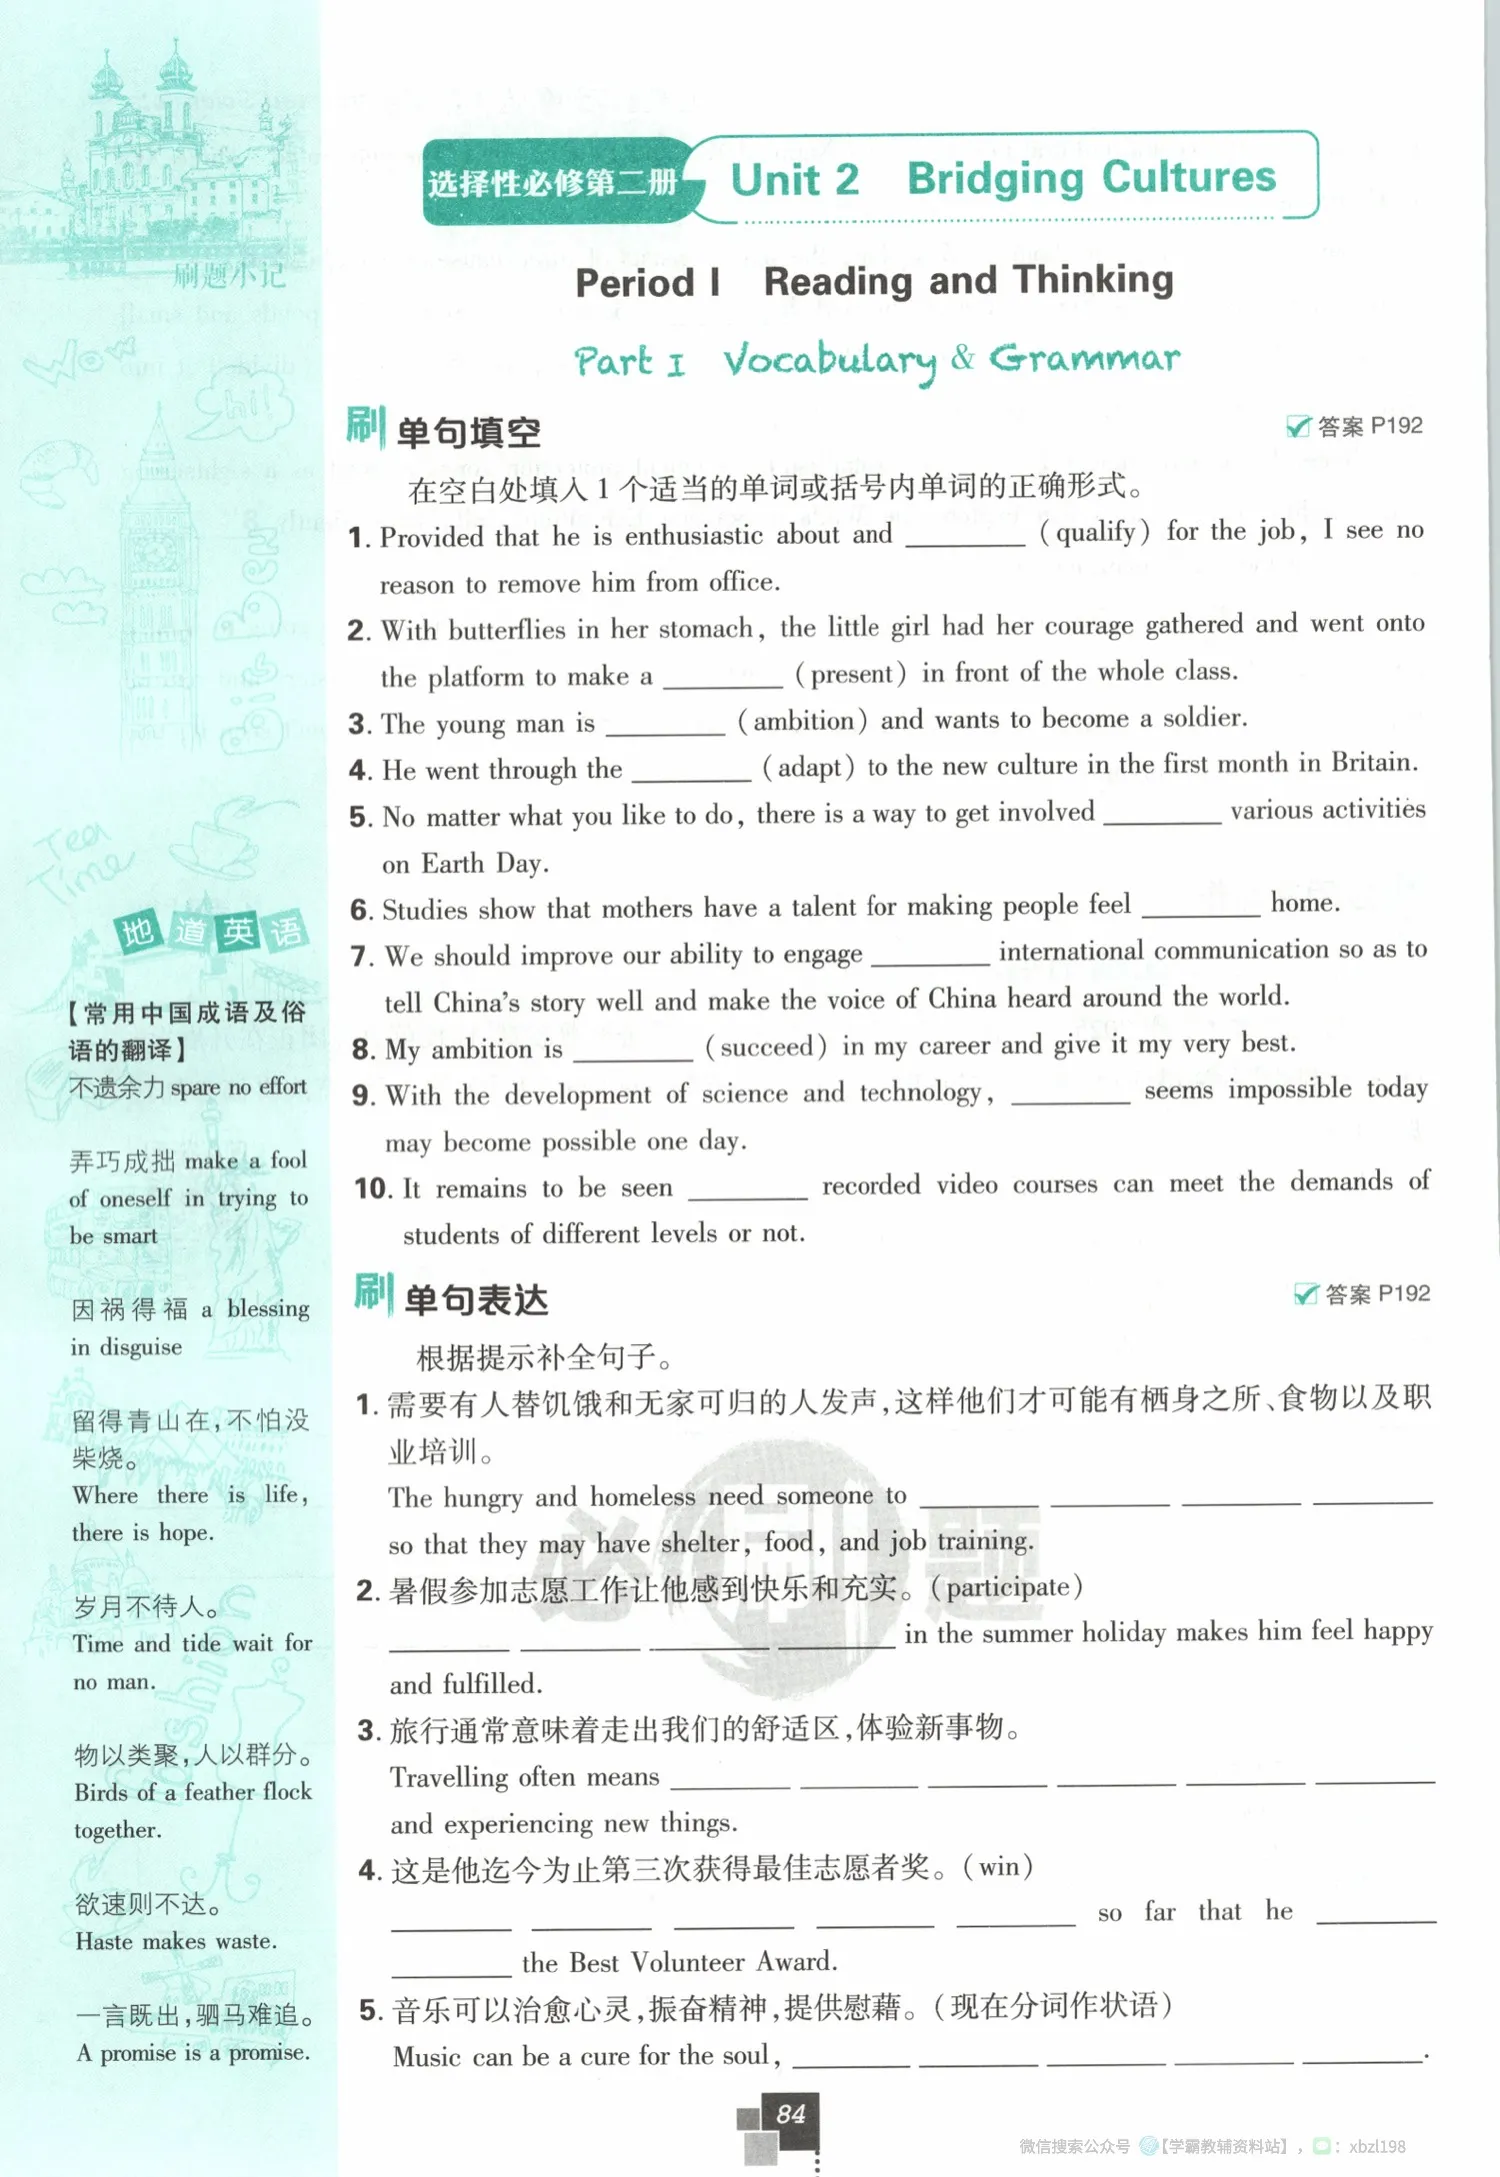 选择性必修第二册 Unit 2 Bridging Cultures
Period I Reading and Thinking
Part I Vocabulary & Grammar
刷 单句填空 答案 P192
在空白处填入 1 个适当的单词或括号内单词的正确形式。
1. Provided that he is enthusiastic about and ________ (qualify) for the job, I see no
reason to remove him from office.
2. With butterflies in her stomach, the little girl had her courage gathered and went onto
the platform to make a ________ (present) in front of the whole class.
3. The young man is ________ (ambition) and wants to become a soldier.
4. He went through the ________ (adapt) to the new culture in the first month in Britain.
5. No matter what you like to do, there is a way to get involved ________ various activities
on Earth Day.
6. Studies show that mothers have a talent for making people feel ________ home.
7. We should improve our ability to engage ________ international communication so as to
tell China's story well and make the voice of China heard around the world.
8. My ambition is ________ (succeed) in my career and give it my very best.
9. With the development of science and technology, ________ seems impossible today
may become possible one day.
10. It remains to be seen ________ recorded video courses can meet the demands of
students of different levels or not.
刷 单句表达 答案 P192
根据提示补全句子。
1. 需要有人替饥饿和无家可归的人发声,这样他们才可能有栖身之所、食物以及职
业培训。
The hungry and homeless need someone to ________ ________ ________ ________
so that they may have shelter, food, and job training.
2. 暑假参加志愿工作让他感到快乐和充实。(participate)
________ ________ ________ ________ in the summer holiday makes him feel happy
and fulfilled.
3. 旅行通常意味着走出我们的舒适区,体验新事物。
Travelling often means ________ ________ ________ ________ ________ ________
and experiencing new things.
4. 这是他迄今为止第三次获得最佳志愿者奖。(win)
________ ________ ________ ________ ________ so far that he ________
________ the Best Volunteer Award.
5. 音乐可以治愈心灵,振奋精神,提供慰藉。(现在分词作状语)
Music can be a cure for the soul, ________ ________ ________ ________ ________.
必刷题
刷题小记
Wow
hi!
Big Ben
Tea
Time
地道英语
【常用中国成语及俗
语的翻译】
不遗余力 spare no effort
弄巧成拙 make a fool
of oneself in trying to
be smart
因祸得福 a blessing
in disguise
留得青山在,不怕没
柴烧。
Where there is life,
there is hope.
岁月不待人。
Time and tide wait for
no man.
fashion
物以类聚,人以群分。
Birds of a feather flock
together.
欲速则不达。
Haste makes waste.
一言既出,驷马难追。
A promise is a promise.
84
微信搜索公众号 【学霸教辅资料站】, : xbzl198